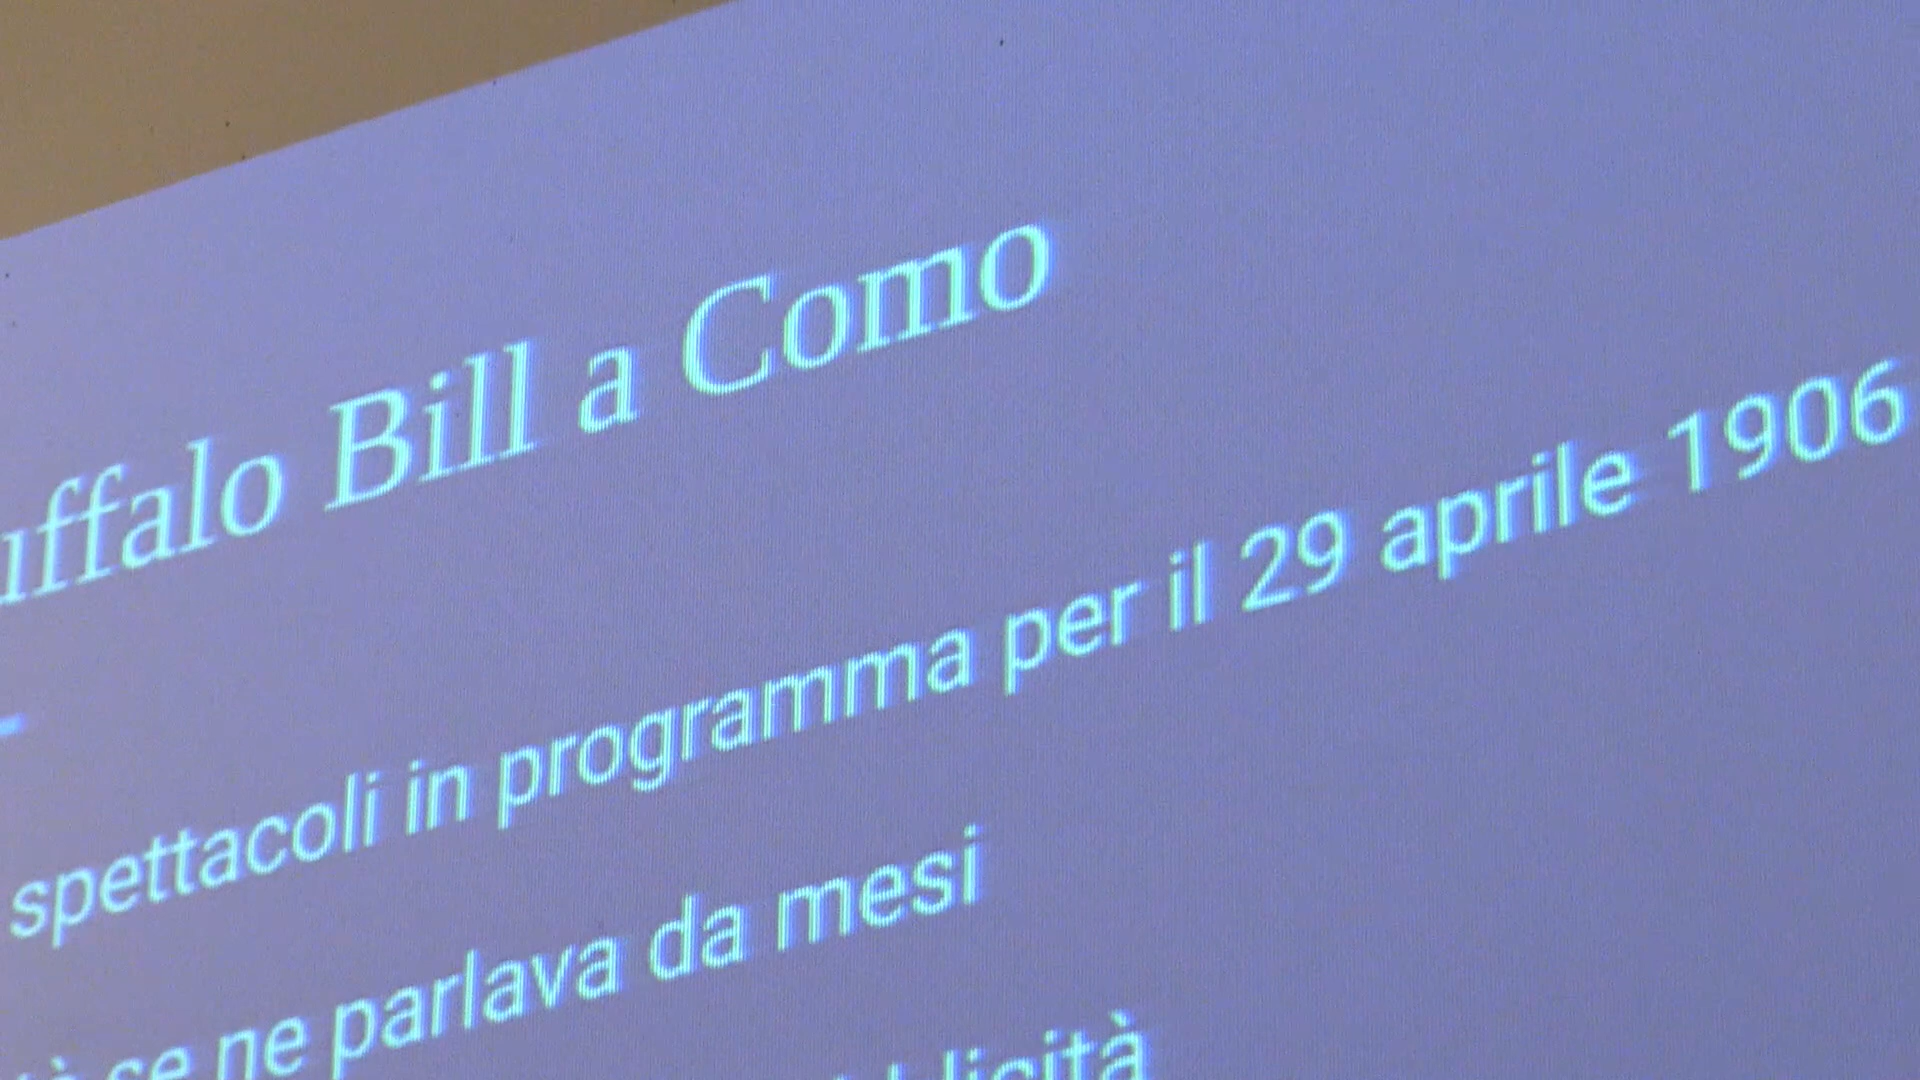 uffalo Bill a Como
spettacoli in programma per il 29 aprile 1906
se ne parlava da mesi